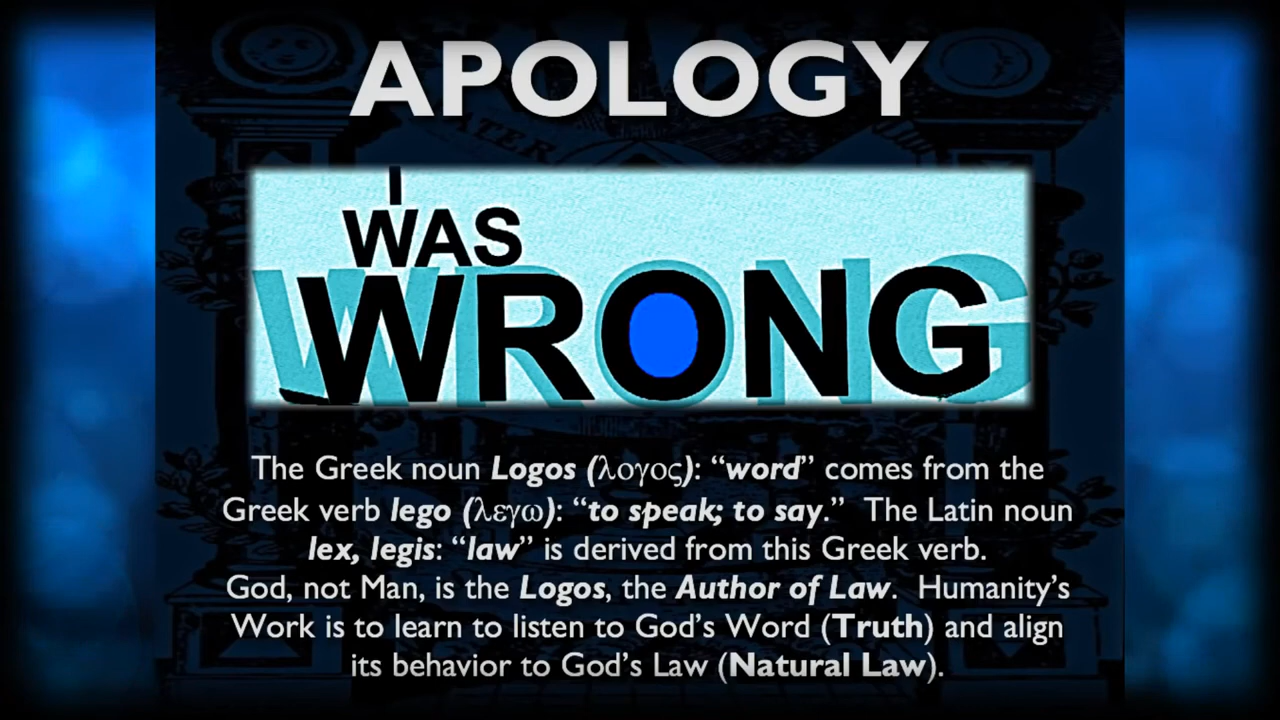 APOLOGY
I
WAS
WRONG
The Greek noun Logos (λογος): “word” comes from the
Greek verb lego (λεγω): “to speak; to say.” The Latin noun
lex, legis: “law” is derived from this Greek verb.
God, not Man, is the Logos, the Author of Law. Humanity’s
Work is to learn to listen to God’s Word (Truth) and align
its behavior to God’s Law (Natural Law).